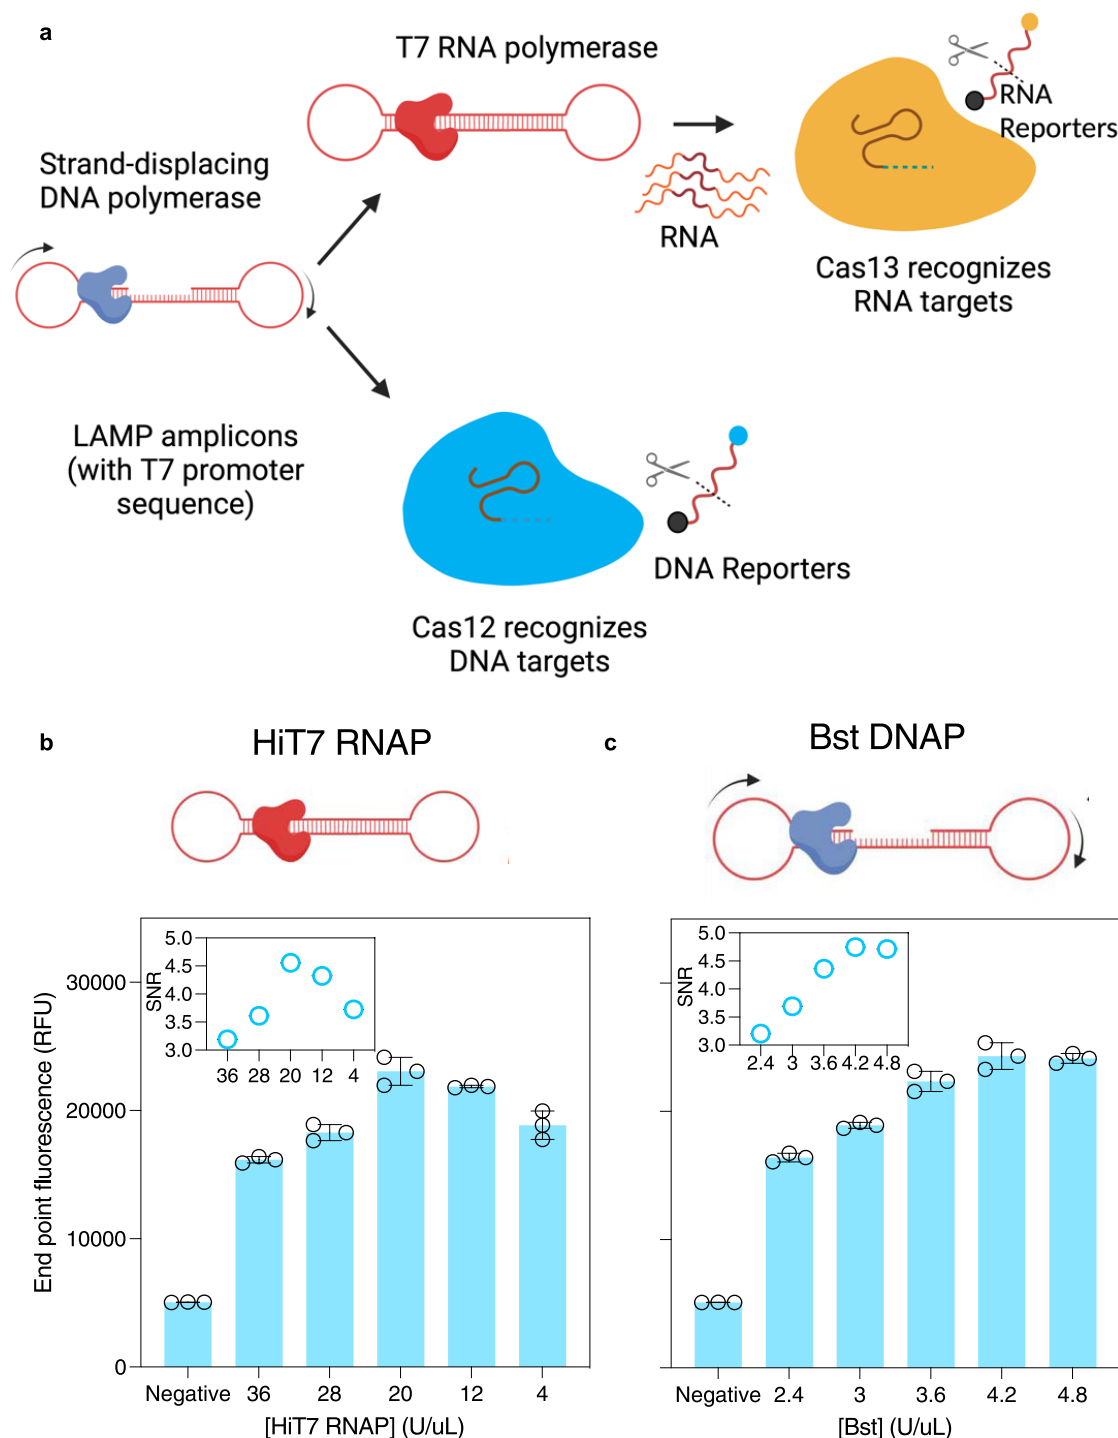 a
T7 RNA polymerase
RNA
Reporters
Strand-displacing
DNA polymerase
RNA
Cas13 recognizes
RNA targets
LAMP amplicons
(with T7 promoter
sequence)
DNA Reporters
Cas12 recognizes
DNA targets
b
HiT7 RNAP
End point fluorescence (RFU)
30000
20000
10000
0
SNR
5.0
4.5
4.0
3.5
3.0
36 28 20 12 4
Negative 36 28 20 12 4
[HiT7 RNAP] (U/uL)
c
Bst DNAP
SNR
5.0
4.5
4.0
3.5
3.0
2.4 3 3.6 4.2 4.8
Negative 2.4 3 3.6 4.2 4.8
[Bst] (U/uL)